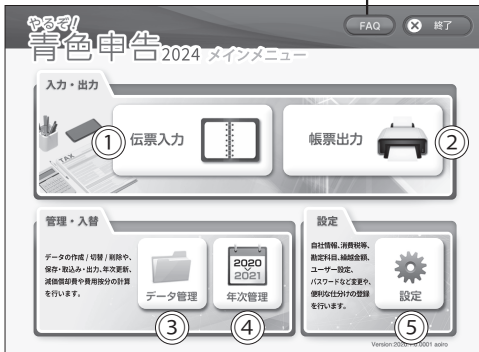 FAQ
終了
やるぞ!
青色申告2024 メインメニュー
入力・出力
TAX
① 伝票入力
帳票出力 ②
管理・入替
データの作成/切替/削除や、
保存・取込み・出力、年次更新、
減価償却費や費用按分の計算
を行います。
データ管理
③
2020
2021
年次管理
④
設定
自社情報、消費税等、
勘定科目、繰越金額、
ユーザー設定、
パスワードなど変更や、
便利な仕分けの登録
を行います。
設定
⑤